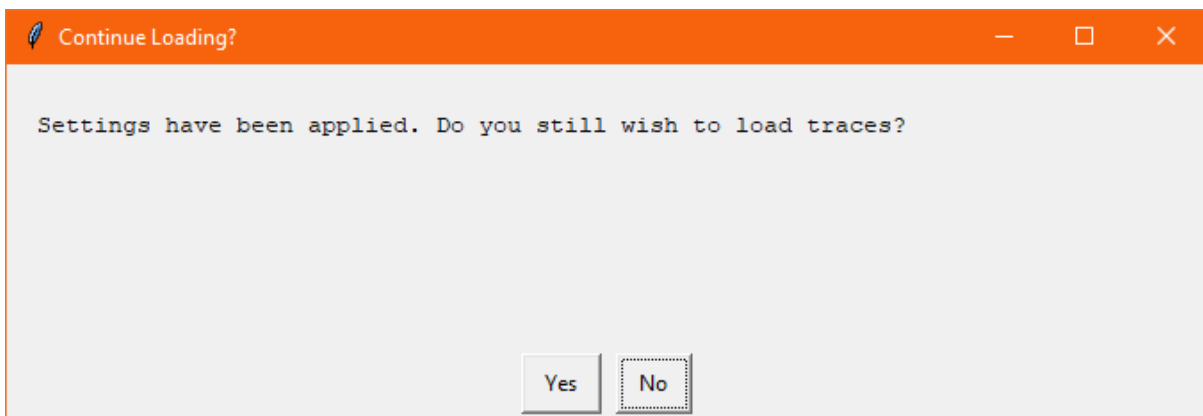 Continue Loading?
Settings have been applied. Do you still wish to load traces?
Yes No